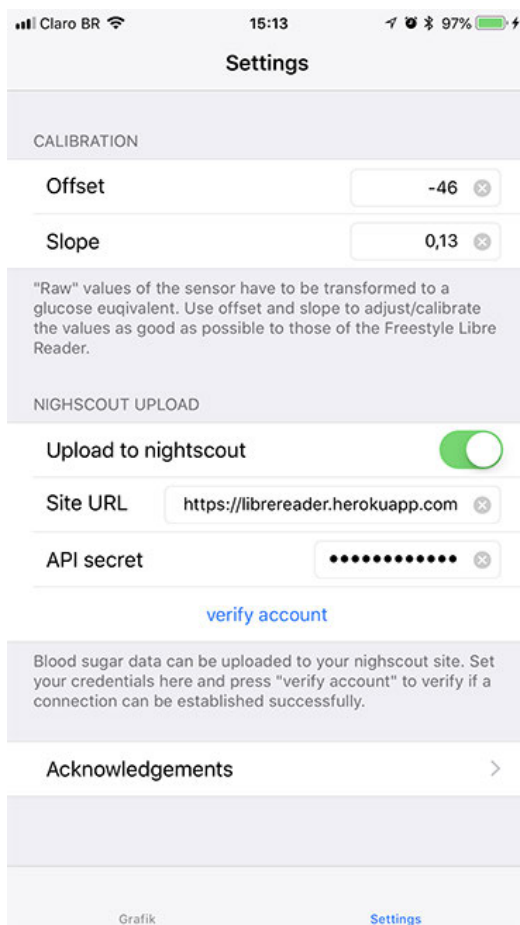 Claro BR 15:13 97%
Settings
CALIBRATION
Offset -46
Slope 0,13
"Raw" values of the sensor have to be transformed to a
glucose euqivalent. Use offset and slope to adjust/calibrate
the values as good as possible to those of the Freestyle Libre
Reader.
NIGHSCOUT UPLOAD
Upload to nightscout
Site URL https://librereader.herokuapp.com
API secret ••••••••••••
verify account
Blood sugar data can be uploaded to your nighscout site. Set
your credentials here and press "verify account" to verify if a
connection can be established successfully.
Acknowledgements
Grafik Settings